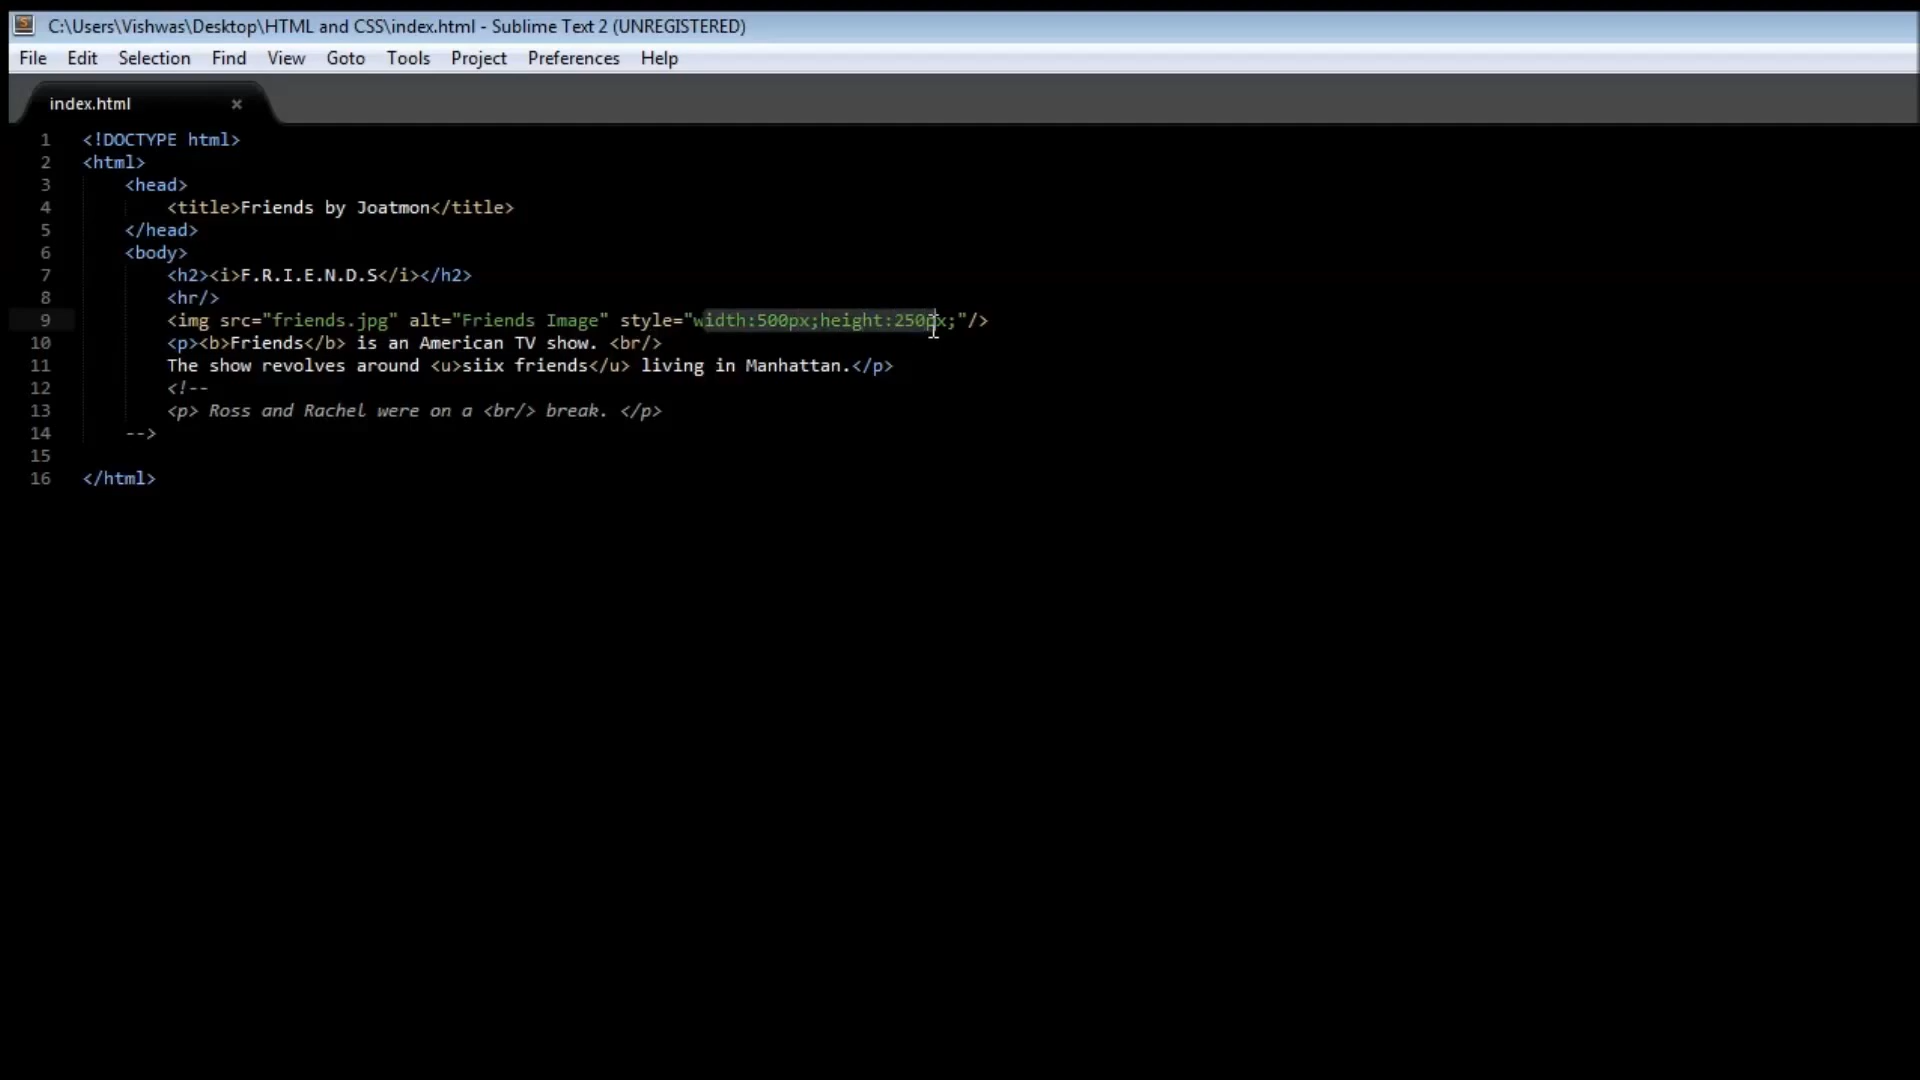 C:\Users\Vishwas\Desktop\HTML and CSS\index.html - Sublime Text 2 (UNREGISTERED)
File Edit Selection Find View Goto Tools Project Preferences Help
index.html ×
1 <!DOCTYPE html>
2 <html>
3 <head>
4 <title>Friends by Joatmon</title>
5 </head>
6 <body>
7 <h2><i>F.R.I.E.N.D.S</i></h2>
8 <hr/>
9 <img src="friends.jpg" alt="Friends Image" style="width:500px;height:250px;"/>
10 <p><b>Friends</b> is an American TV show. <br/>
11 The show revolves around <u>siix friends</u> living in Manhattan.</p>
12 <!--
13 <p> Ross and Rachel were on a <br/> break. </p>
14 -->
15
16 </html>